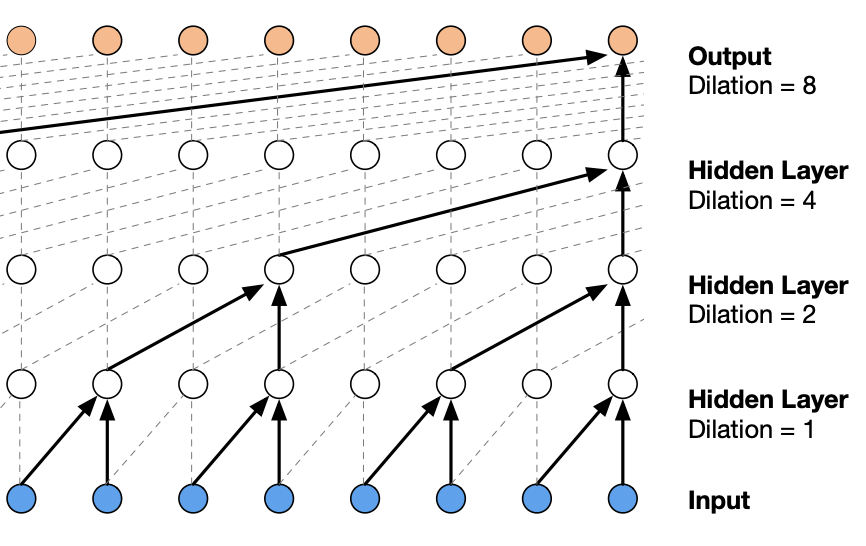 Output
Dilation = 8
Hidden Layer
Dilation = 4
Hidden Layer
Dilation = 2
Hidden Layer
Dilation = 1
Input